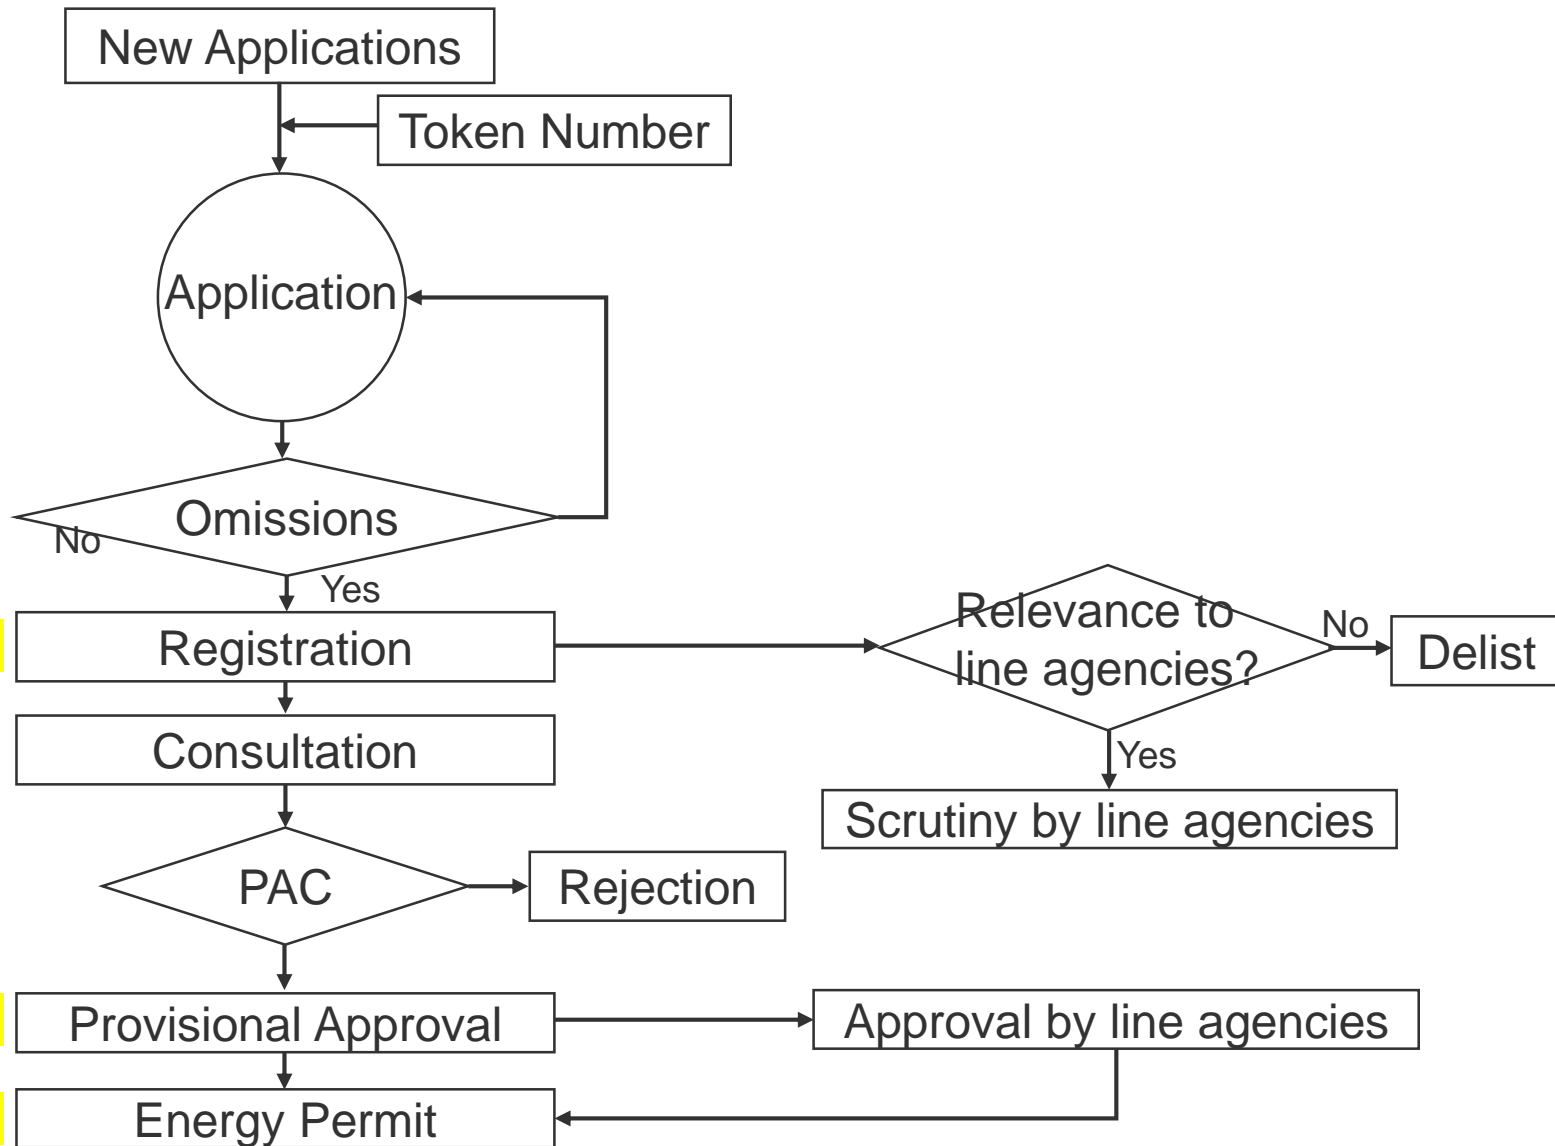 New Applications
Token Number
Application
Omissions
No
Yes
Registration
Relevance to
line agencies?
No
Delist
Consultation
Yes
Scrutiny by line agencies
PAC
Rejection
Provisional Approval
Approval by line agencies
Energy Permit